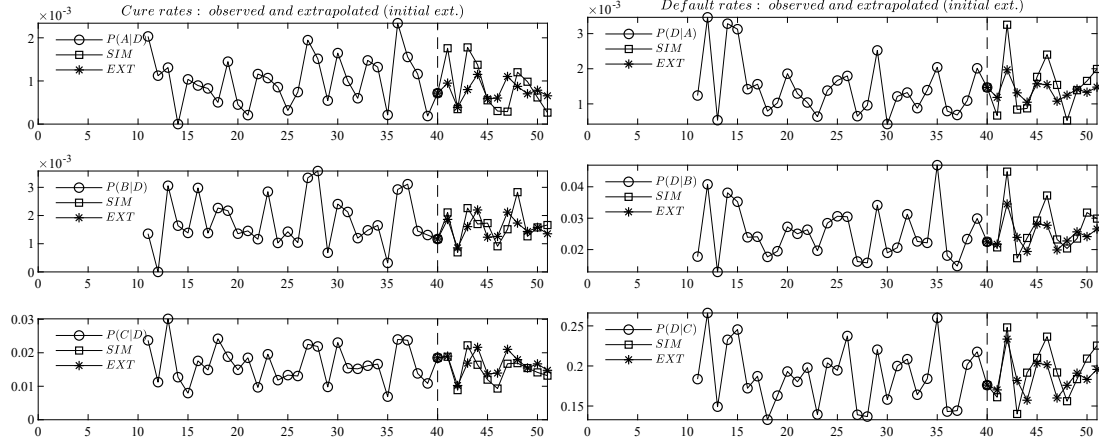 Cure rates : observed and extrapolated (initial ext.)
×10⁻³
2
1
0
P(A|D)
SIM
EXT
0 5 10 15 20 25 30 35 40 45 50
×10⁻³
3
2
1
0
P(B|D)
SIM
EXT
0 5 10 15 20 25 30 35 40 45 50
0.03
0.02
0.01
0
P(C|D)
SIM
EXT
0 5 10 15 20 25 30 35 40 45 50
Default rates : observed and extrapolated (initial ext.)
×10⁻³
3
2
1
P(D|A)
SIM
EXT
0 5 10 15 20 25 30 35 40 45 50
0.04
0.03
0.02
P(D|B)
SIM
EXT
0 5 10 15 20 25 30 35 40 45 50
0.25
0.2
0.15
P(D|C)
SIM
EXT
0 5 10 15 20 25 30 35 40 45 50